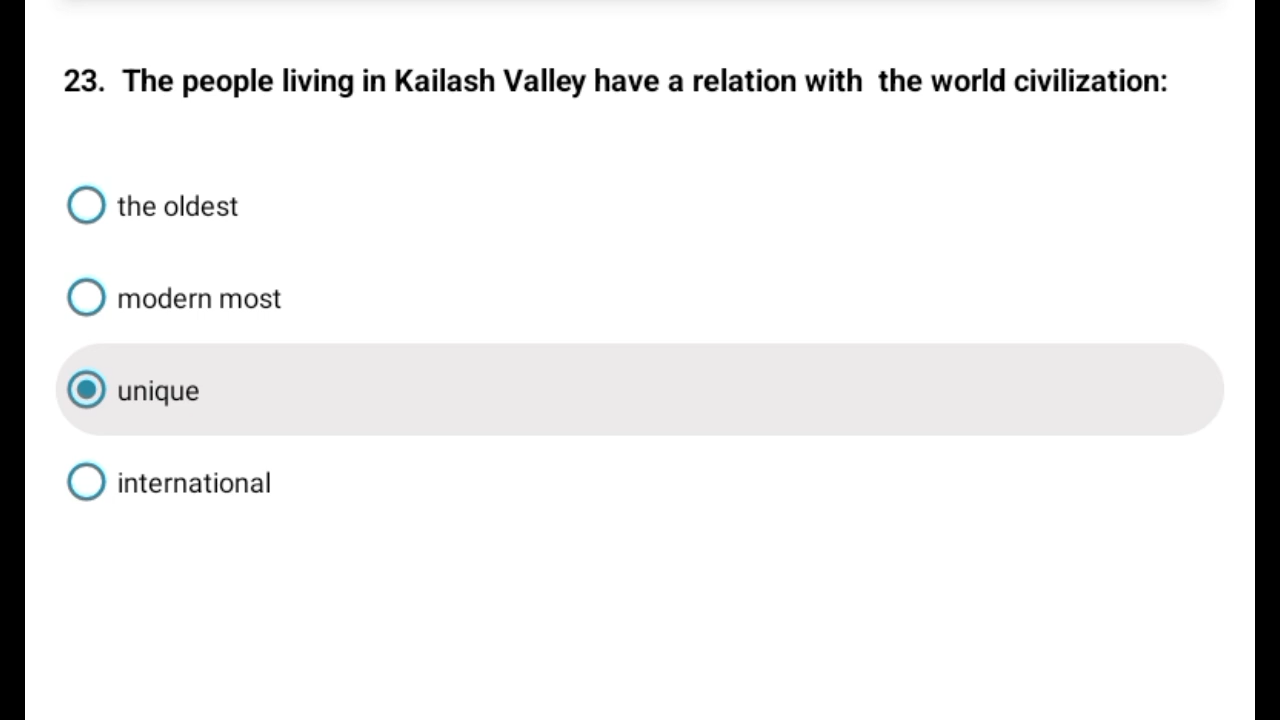 23. The people living in Kailash Valley have a relation with the world civilization:
the oldest
modern most
unique
international